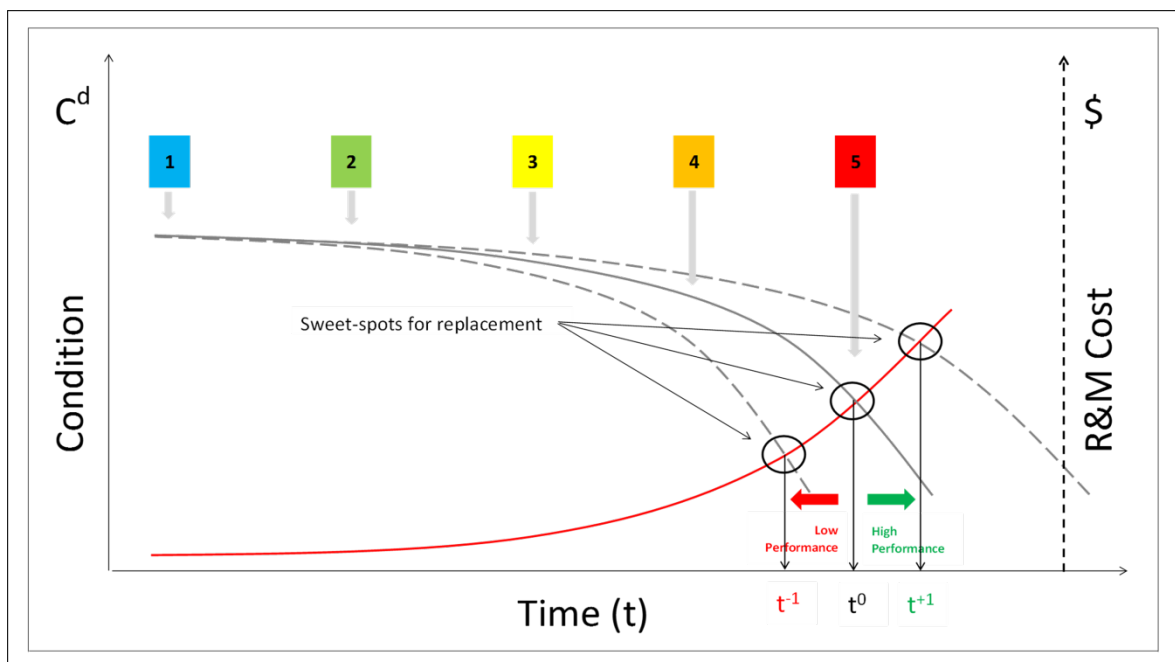 C^d
$
1
2
3
4
5
Condition
Sweet-spots for replacement
R&M Cost
Low
Performance
High
Performance
t^-1
t^0
t^+1
Time (t)